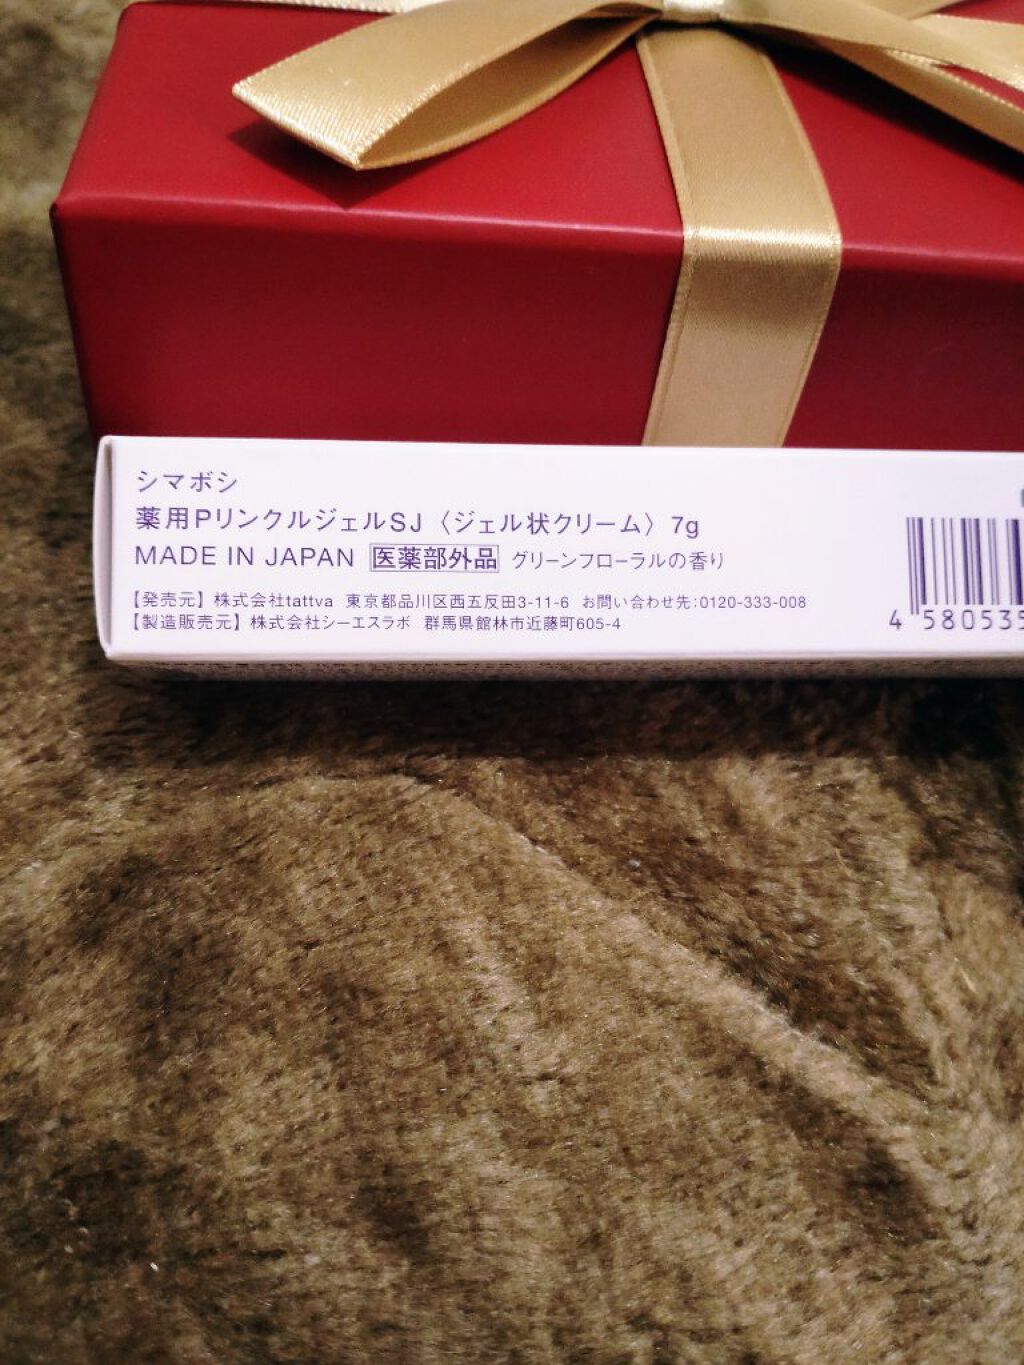 シマボシ
薬用PリンクルジェルSJ〈ジェル状クリーム〉7g
MADE IN JAPAN 医薬部外品 グリーンフローラルの香り
【発売元】株式会社tattva 東京都品川区西五反田3-11-6 お問い合わせ先:0120-333-008
【製造販売元】株式会社シーエスラボ 群馬県館林市近藤町605-4
4 580535